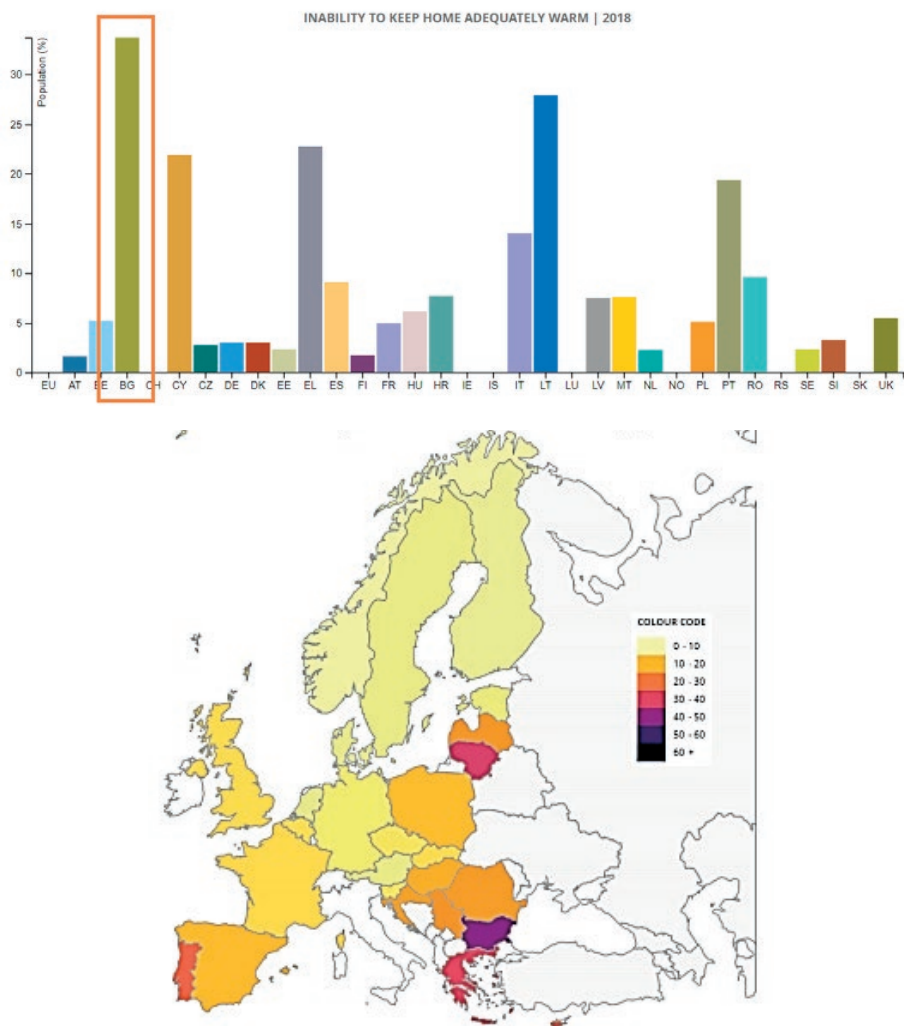 INABILITY TO KEEP HOME ADEQUATELY WARM | 2018
Population (%)
30
25
20
15
10
5
0
EU AT BE BG CH CY CZ DE DK EE EL ES FI FR HU HR IE IS IT LT LU LV MT NL NO PL PT RO RS SE SI SK UK
COLOUR CODE
0 - 10
10 - 20
20 - 30
30 - 40
40 - 50
50 - 60
60 +